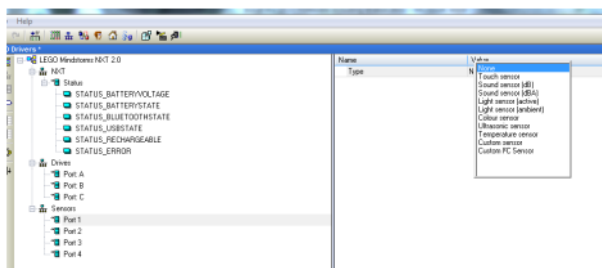 Help
Drivers *
LEGO Mindstorms NXT 2.0
NXT
Status
STATUS_BATTERYVOLTAGE
STATUS_BATTERYSTATE
STATUS_BLUETOOTHSTATE
STATUS_USBSTATE
STATUS_RECHARGEABLE
STATUS_ERROR
Drives
Port A
Port B
Port C
Sensors
Port 1
Port 2
Port 3
Port 4
Name Value
Type N
None
Touch sensor
Sound sensor (dB)
Sound sensor (dBA)
Light sensor (active)
Light sensor (ambient)
Colour sensor
Ultrasonic sensor
Temperature sensor
Custom sensor
Custom I²C Sensor